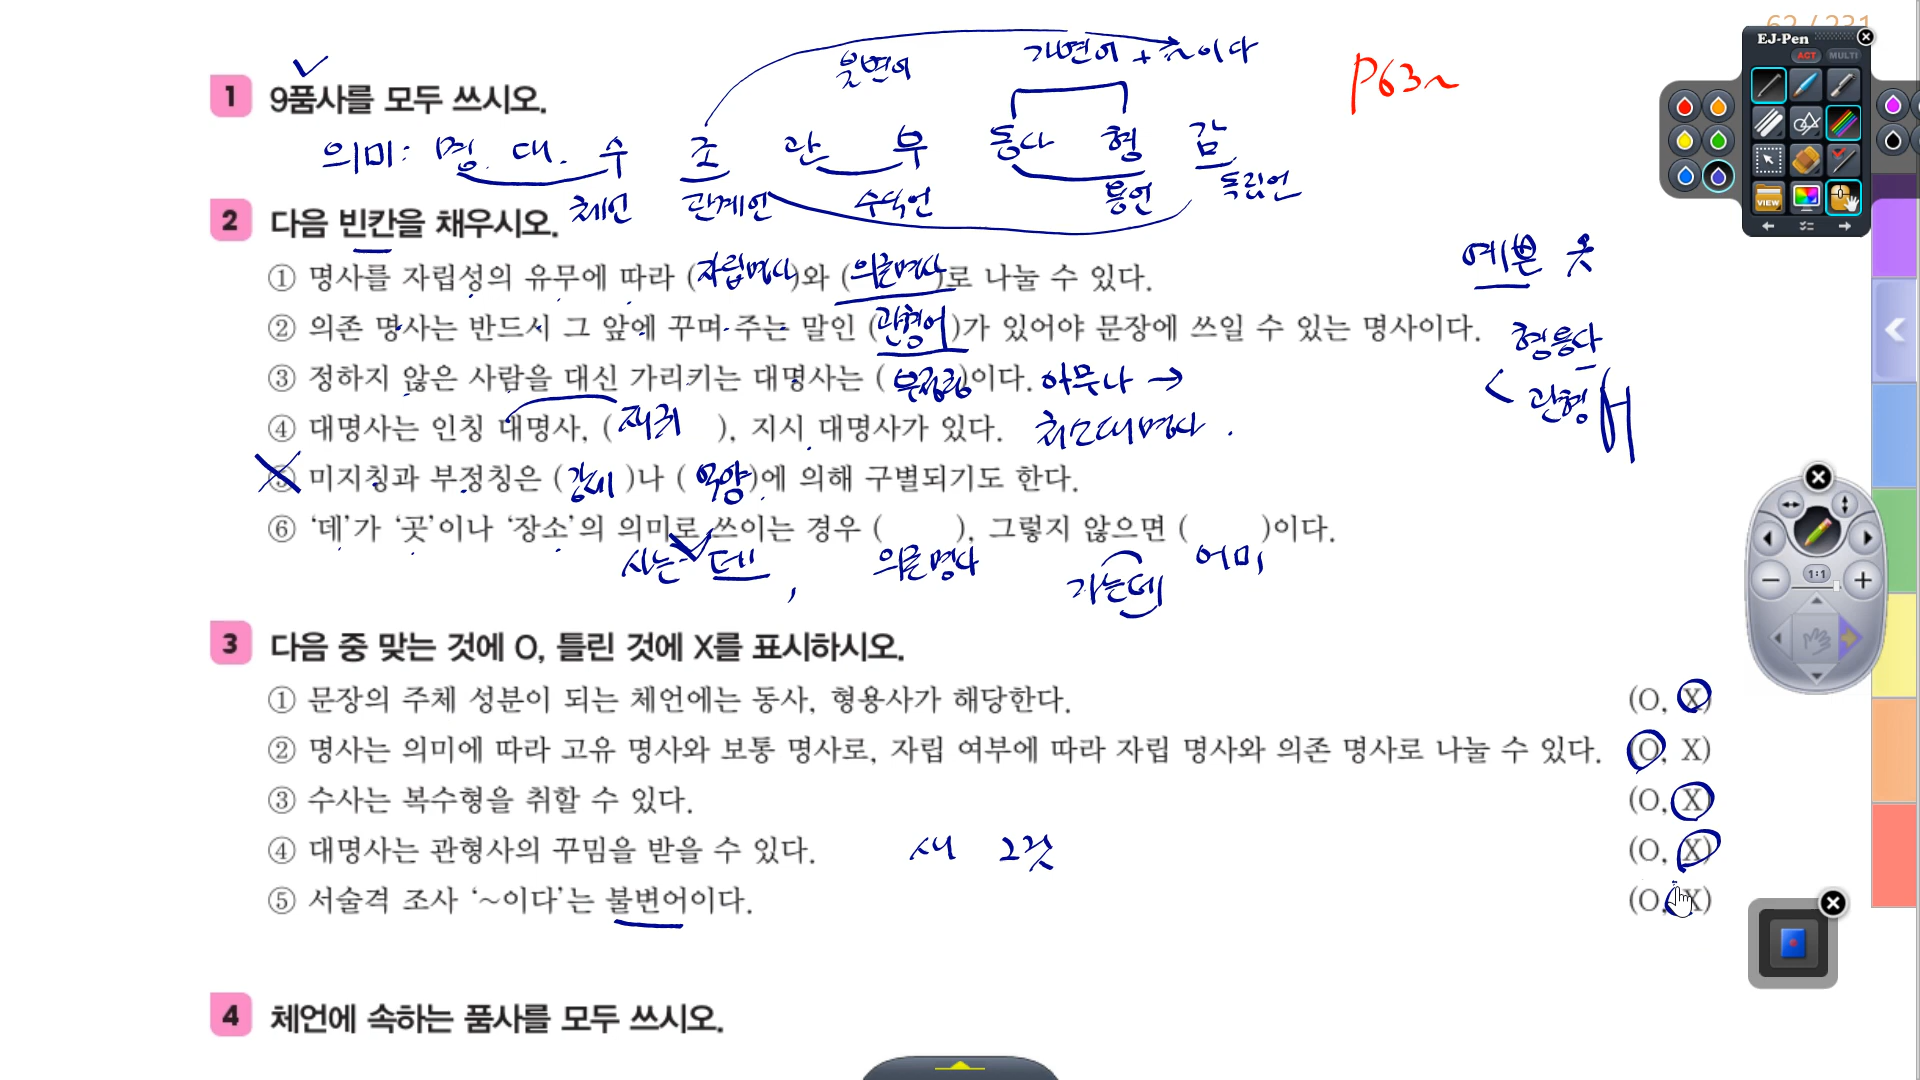 62 / 231
EJ-Pen
ACT MULTI
불변어 가변어 + ~이다
P63~
1 9품사를 모두 쓰시오.
의미: 명. 대. 수 조 관 부 동사 형 감
체언 관계언 수식언 용언 독립언
2 다음 빈칸을 채우시오.
예쁜 옷
① 명사를 자립성의 유무에 따라 (자립명사)와 (의존명사)로 나눌 수 있다.
② 의존 명사는 반드시 그 앞에 꾸며 주는 말인 (관형어)가 있어야 문장에 쓰일 수 있는 명사이다.
형용사
③ 정하지 않은 사람을 대신 가리키는 대명사는 (부정칭)이다. 아무나 →
< 관형어
④ 대명사는 인칭 대명사, (재귀 ), 지시 대명사가 있다. 최소대명사.
⑤ 미지칭과 부정칭은 (강세)나 (억양)에 의해 구별되기도 한다.
⑥ ‘데’가 ‘곳’이나 ‘장소’의 의미로 쓰이는 경우 ( ), 그렇지 않으면 ( )이다.
사는 데, 의존명사 가는데 어미
VIEW
1:1
3 다음 중 맞는 것에 O, 틀린 것에 X를 표시하시오.
① 문장의 주체 성분이 되는 체언에는 동사, 형용사가 해당한다. (O, X)
② 명사는 의미에 따라 고유 명사와 보통 명사로, 자립 여부에 따라 자립 명사와 의존 명사로 나눌 수 있다. (O, X)
③ 수사는 복수형을 취할 수 있다. (O, X)
④ 대명사는 관형사의 꾸밈을 받을 수 있다. 새 그것 (O, X)
⑤ 서술격 조사 ‘~이다’는 불변어이다. (O, X)
4 체언에 속하는 품사를 모두 쓰시오.